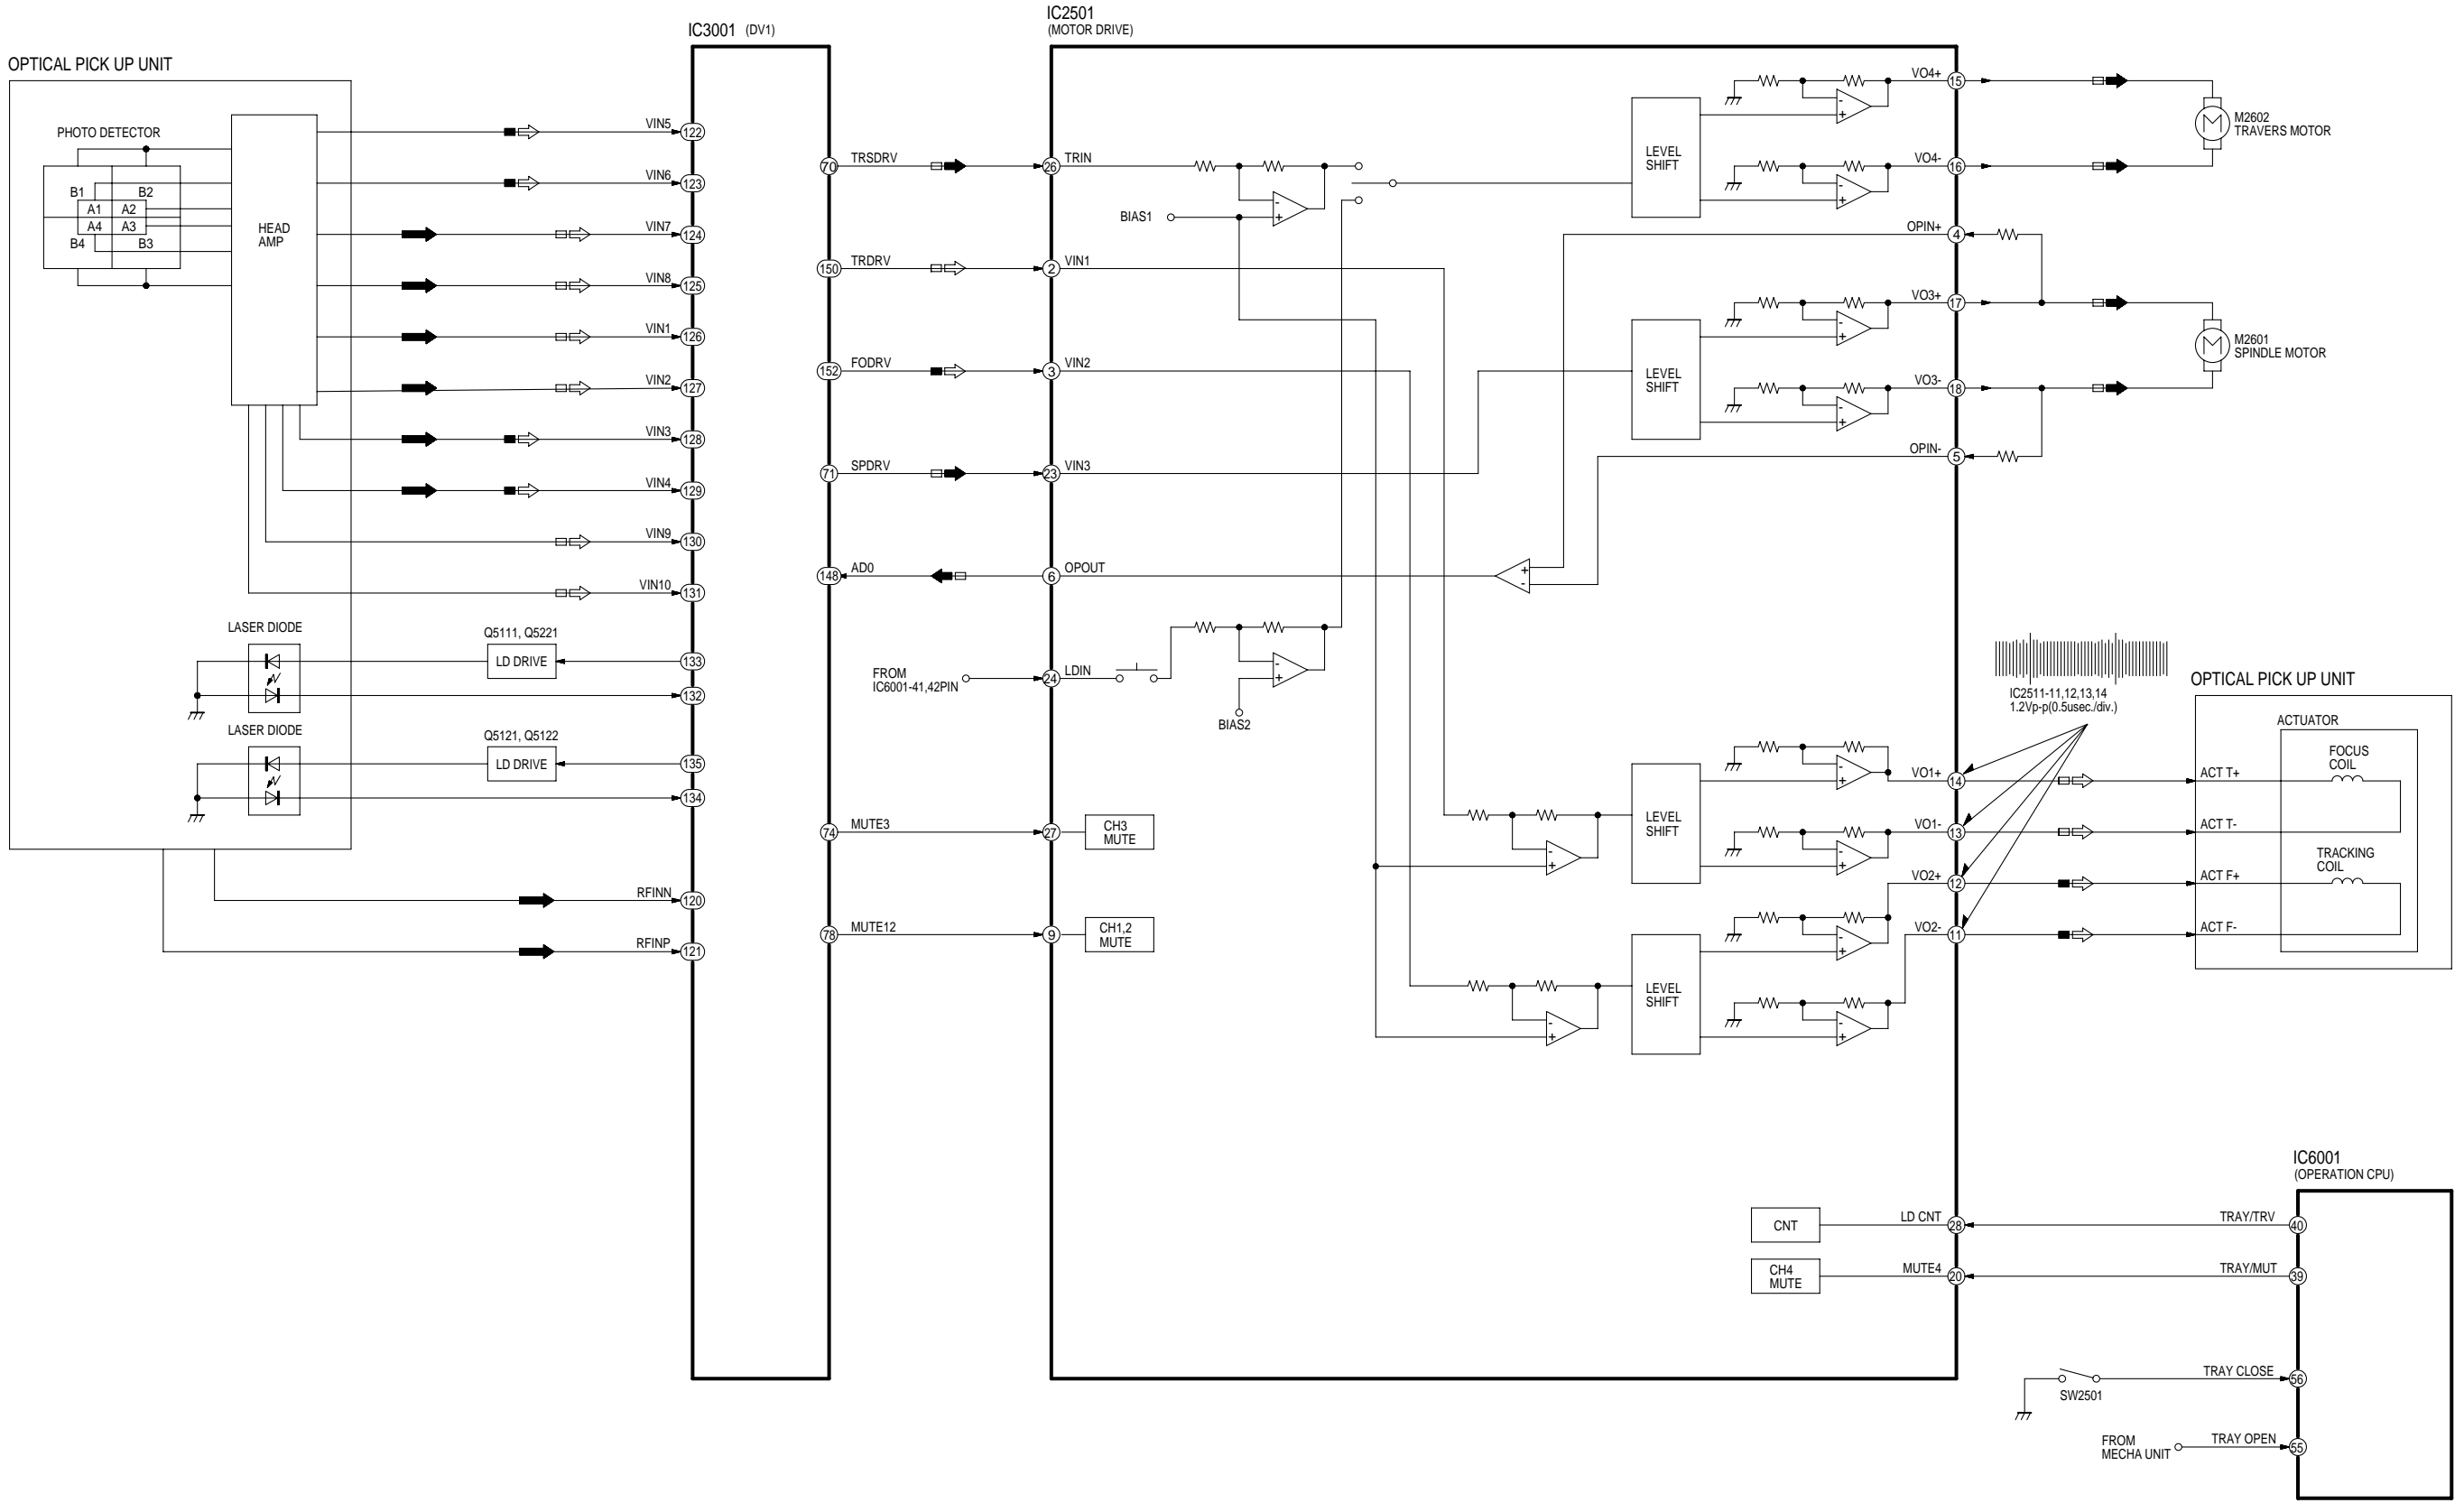 OPTICAL PICK UP UNIT
PHOTO DETECTOR
B1
B2
A1
A2
A4
A3
B4
B3
HEAD
AMP
LASER DIODE
LASER DIODE
Q5111, Q5221
LD DRIVE
Q5121, Q5122
LD DRIVE
IC3001 (DV1)
VIN5
122
VIN6
123
VIN7
124
VIN8
125
VIN1
126
VIN2
127
VIN3
128
VIN4
129
VIN9
130
VIN10
131
133
132
135
134
RFINN
120
RFINP
121
70
TRSDRV
150
TRDRV
152
FODRV
71
SPDRV
148
AD0
74
MUTE3
78
MUTE12
IC2501
(MOTOR DRIVE)
26
TRIN
BIAS1
-
+
2
VIN1
3
VIN2
23
VIN3
6
OPOUT
+
-
FROM
IC6001-41,42PIN
24
LDIN
-
+
BIAS2
27
CH3
MUTE
9
CH1,2
MUTE
LEVEL
SHIFT
-
+
VO4+
15
-
+
VO4-
16
M
M2602
TRAVERS MOTOR
OPIN+
4
LEVEL
SHIFT
-
+
VO3+
17
-
+
VO3-
18
M
M2601
SPINDLE MOTOR
OPIN-
5
IC2511-11,12,13,14
1.2Vp-p(0.5usec./div.)
-
+
LEVEL
SHIFT
-
+
VO1+
14
-
+
VO1-
13
-
+
LEVEL
SHIFT
-
+
VO2+
12
-
+
VO2-
11
OPTICAL PICK UP UNIT
ACTUATOR
FOCUS
COIL
ACT T+
ACT T-
TRACKING
COIL
ACT F+
ACT F-
CNT
LD CNT
28
CH4
MUTE
MUTE4
20
IC6001
(OPERATION CPU)
TRAY/TRV
40
TRAY/MUT
39
SW2501
TRAY CLOSE
56
FROM
MECHA UNIT
TRAY OPEN
55